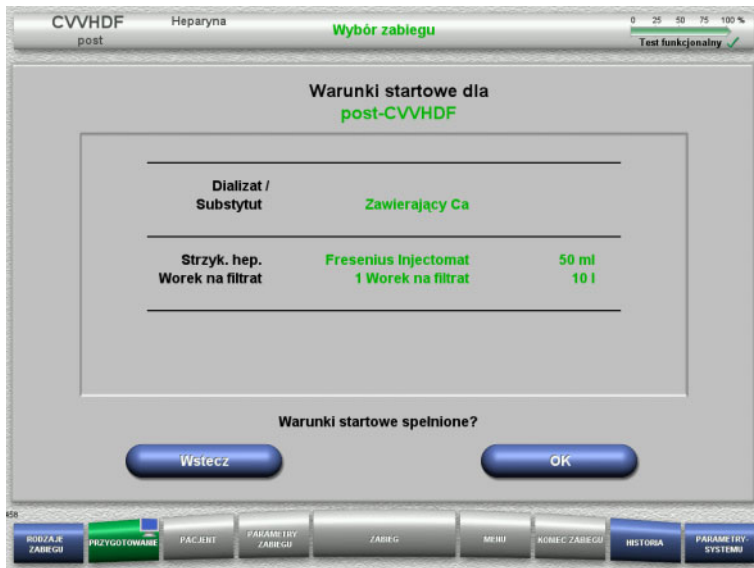 CVVHDF
post
Heparyna
Wybór zabiegu
0 25 50 75 100 %
Test funkcjonalny
Warunki startowe dla
post-CVVHDF
Dializat /
Substytut Zawierający Ca
Strzyk. hep. Fresenius Injectomat 50 ml
Worek na filtrat 1 Worek na filtrat 10 l
Warunki startowe spełnione?
Wstecz OK
458
RODZAJE ZABIEGU
PRZYGOTOWANIE
PACJENT
PARAMETRY ZABIEGU
ZABIEG
MENU
KONIEC ZABIEGU
HISTORIA
PARAMETRY-
SYSTEMU